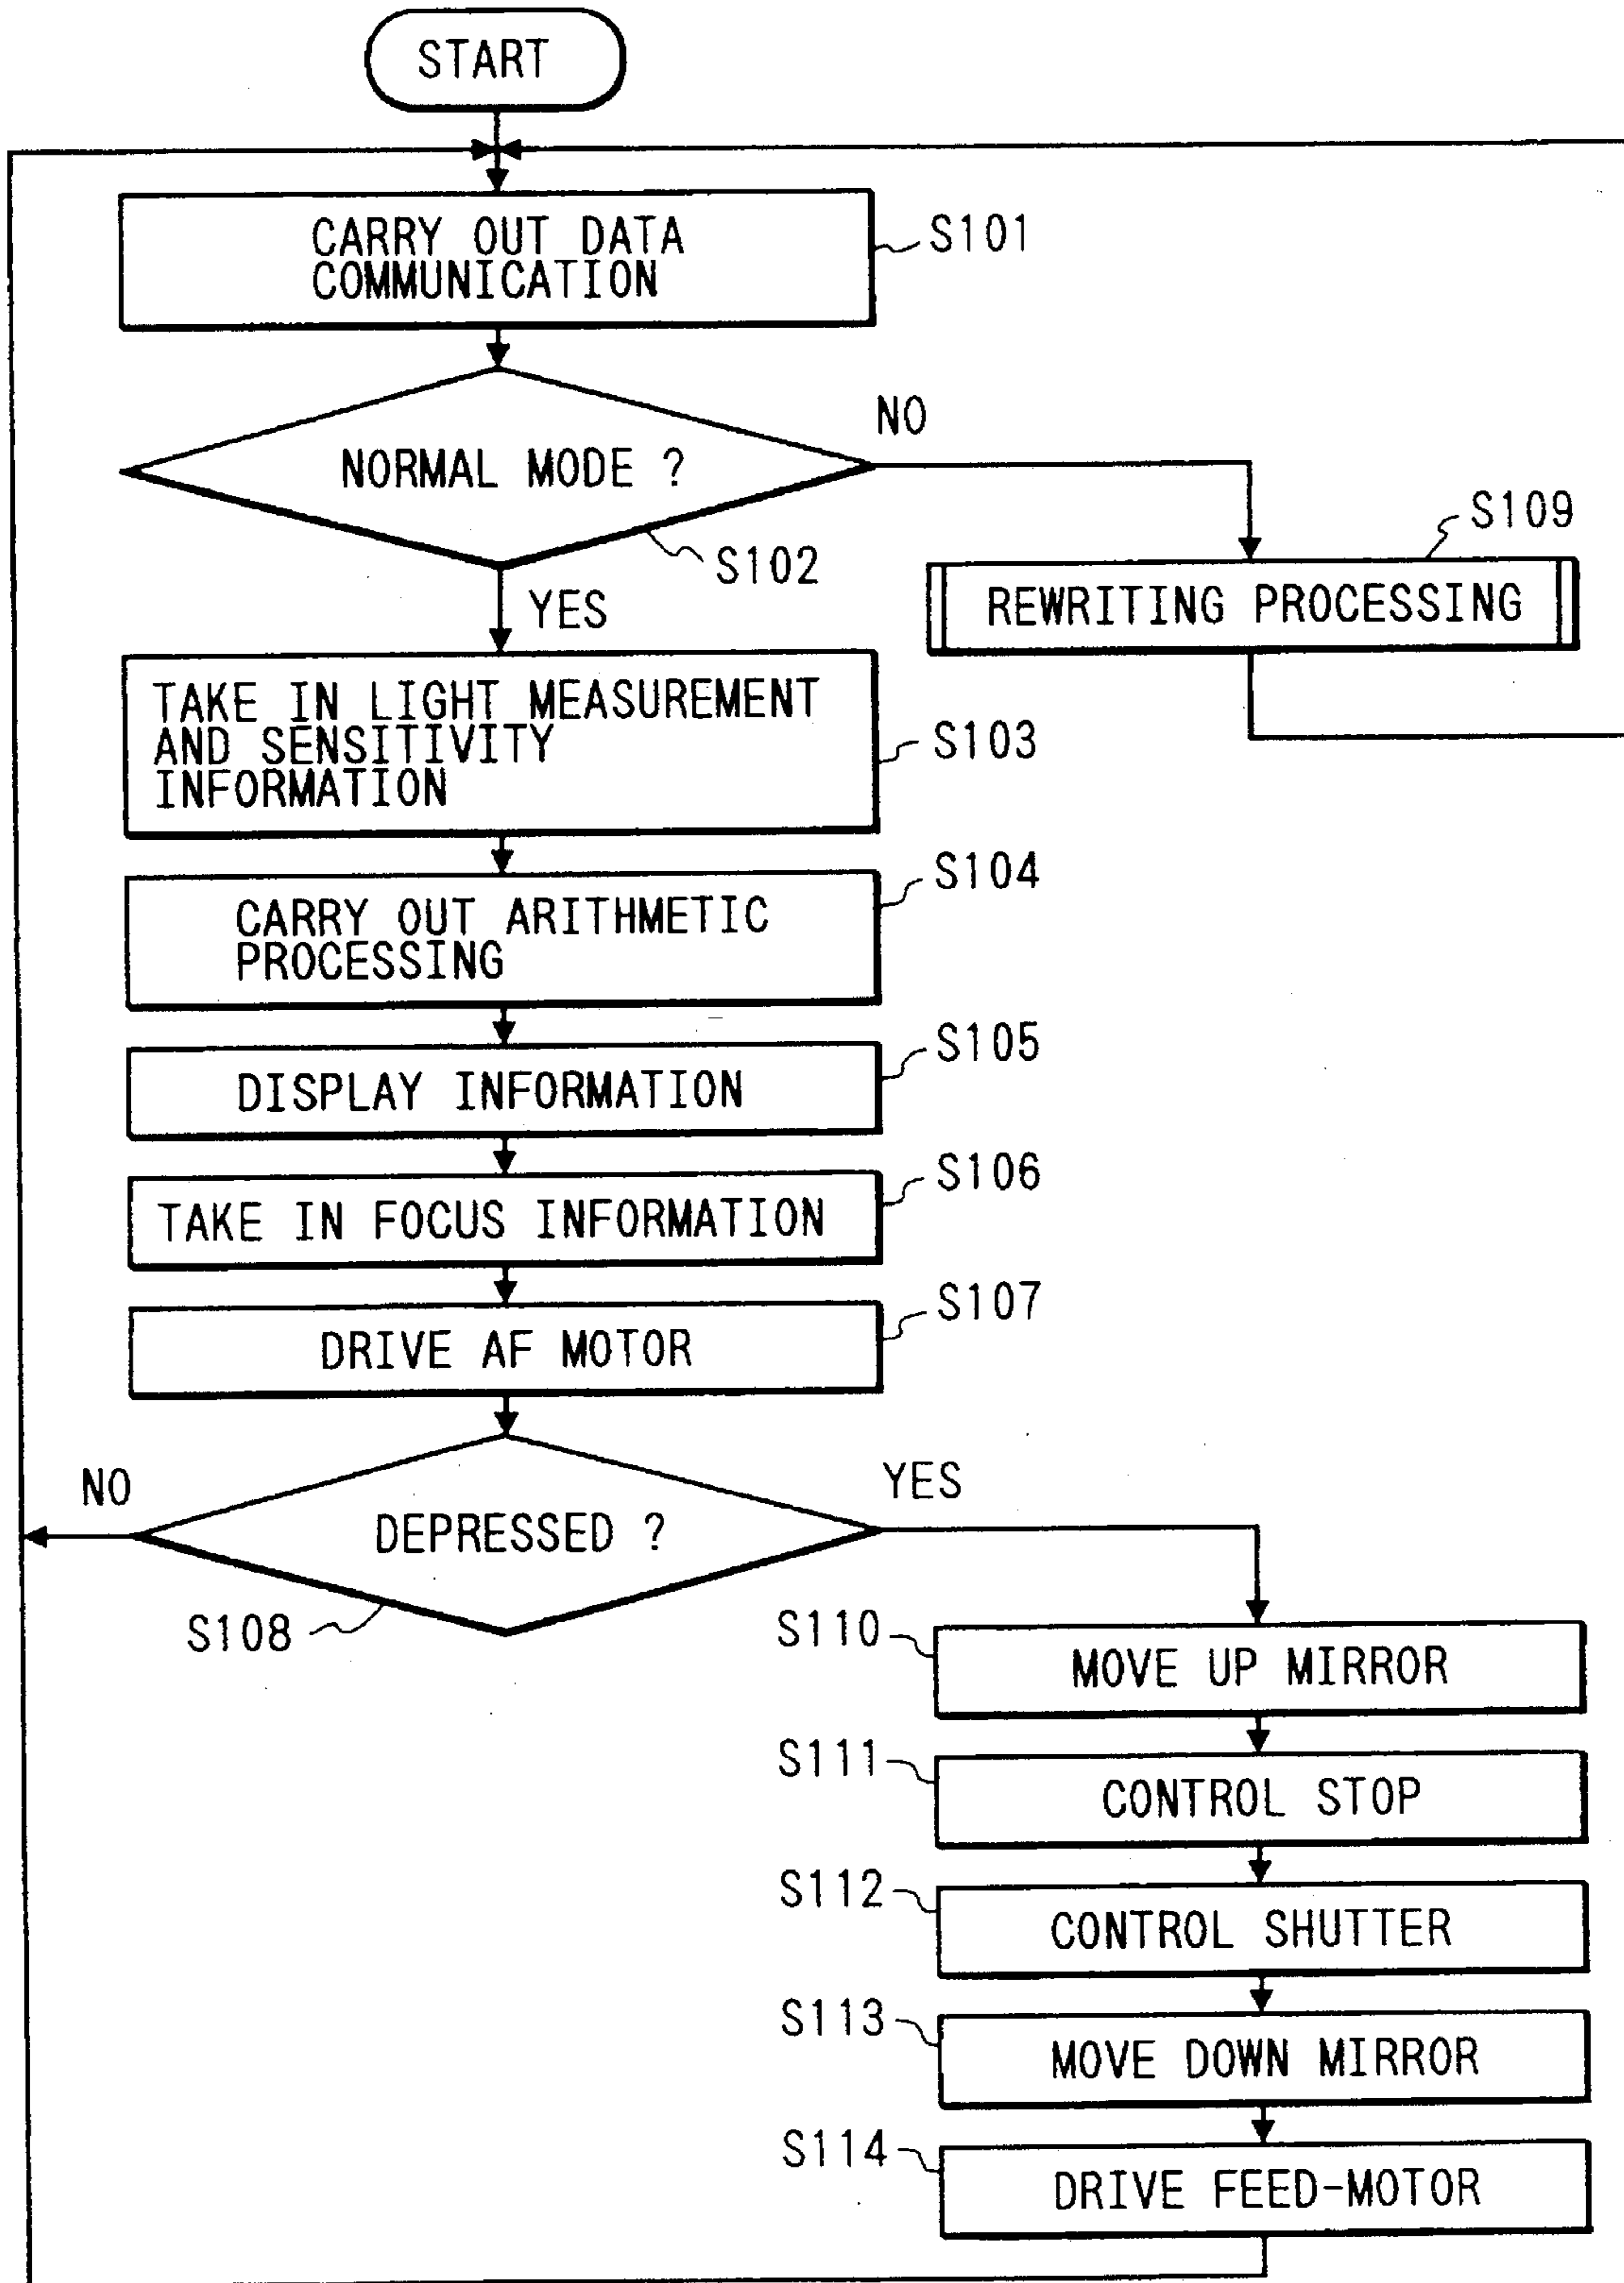 START
CARRY OUT DATA
COMMUNICATION
S101
NORMAL MODE ?
NO
S102
YES
S109
REWRITING PROCESSING
TAKE IN LIGHT MEASUREMENT
AND SENSITIVITY
INFORMATION
S103
CARRY OUT ARITHMETIC
PROCESSING
S104
DISPLAY INFORMATION
S105
TAKE IN FOCUS INFORMATION
S106
DRIVE AF MOTOR
S107
NO
DEPRESSED ?
YES
S108
S110
MOVE UP MIRROR
S111
CONTROL STOP
S112
CONTROL SHUTTER
S113
MOVE DOWN MIRROR
S114
DRIVE FEED-MOTOR